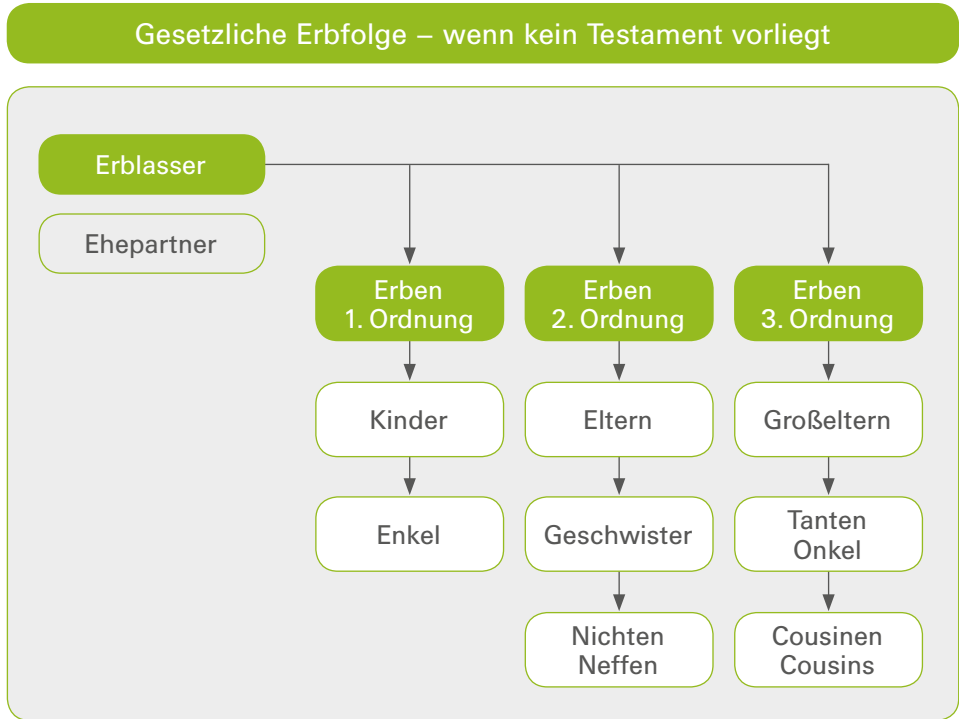 Gesetzliche Erbfolge – wenn kein Testament vorliegt
Erblasser
Ehepartner
Erben
1. Ordnung
Kinder
Enkel
Erben
2. Ordnung
Eltern
Geschwister
Nichten
Neffen
Erben
3. Ordnung
Großeltern
Tanten
Onkel
Cousinen
Cousins